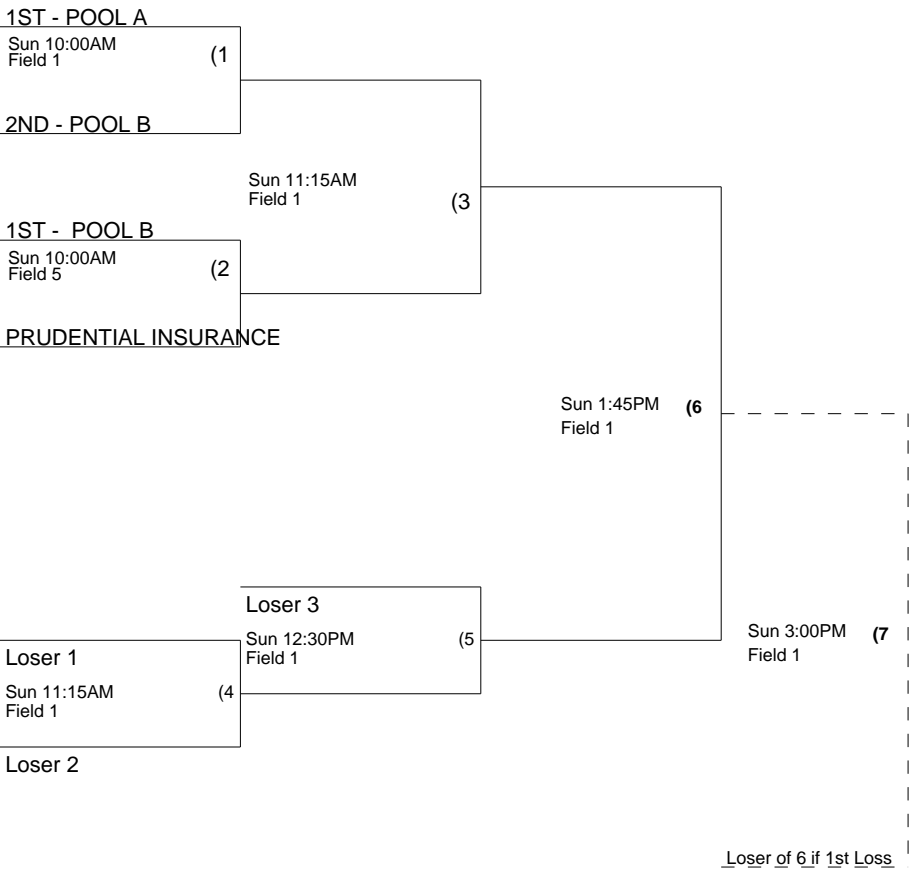 1ST - POOL A
Sun 10:00AM
Field 1
(1
2ND - POOL B
Sun 11:15AM
Field 1
(3
1ST - POOL B
Sun 10:00AM
Field 5
(2
PRUDENTIAL INSURANCE
Sun 1:45PM
Field 1
(6
Loser 3
Sun 12:30PM
Field 1
(5
Sun 3:00PM
Field 1
(7
Loser 1
Sun 11:15AM
Field 1
(4
Loser 2
Loser of 6 if 1st Loss